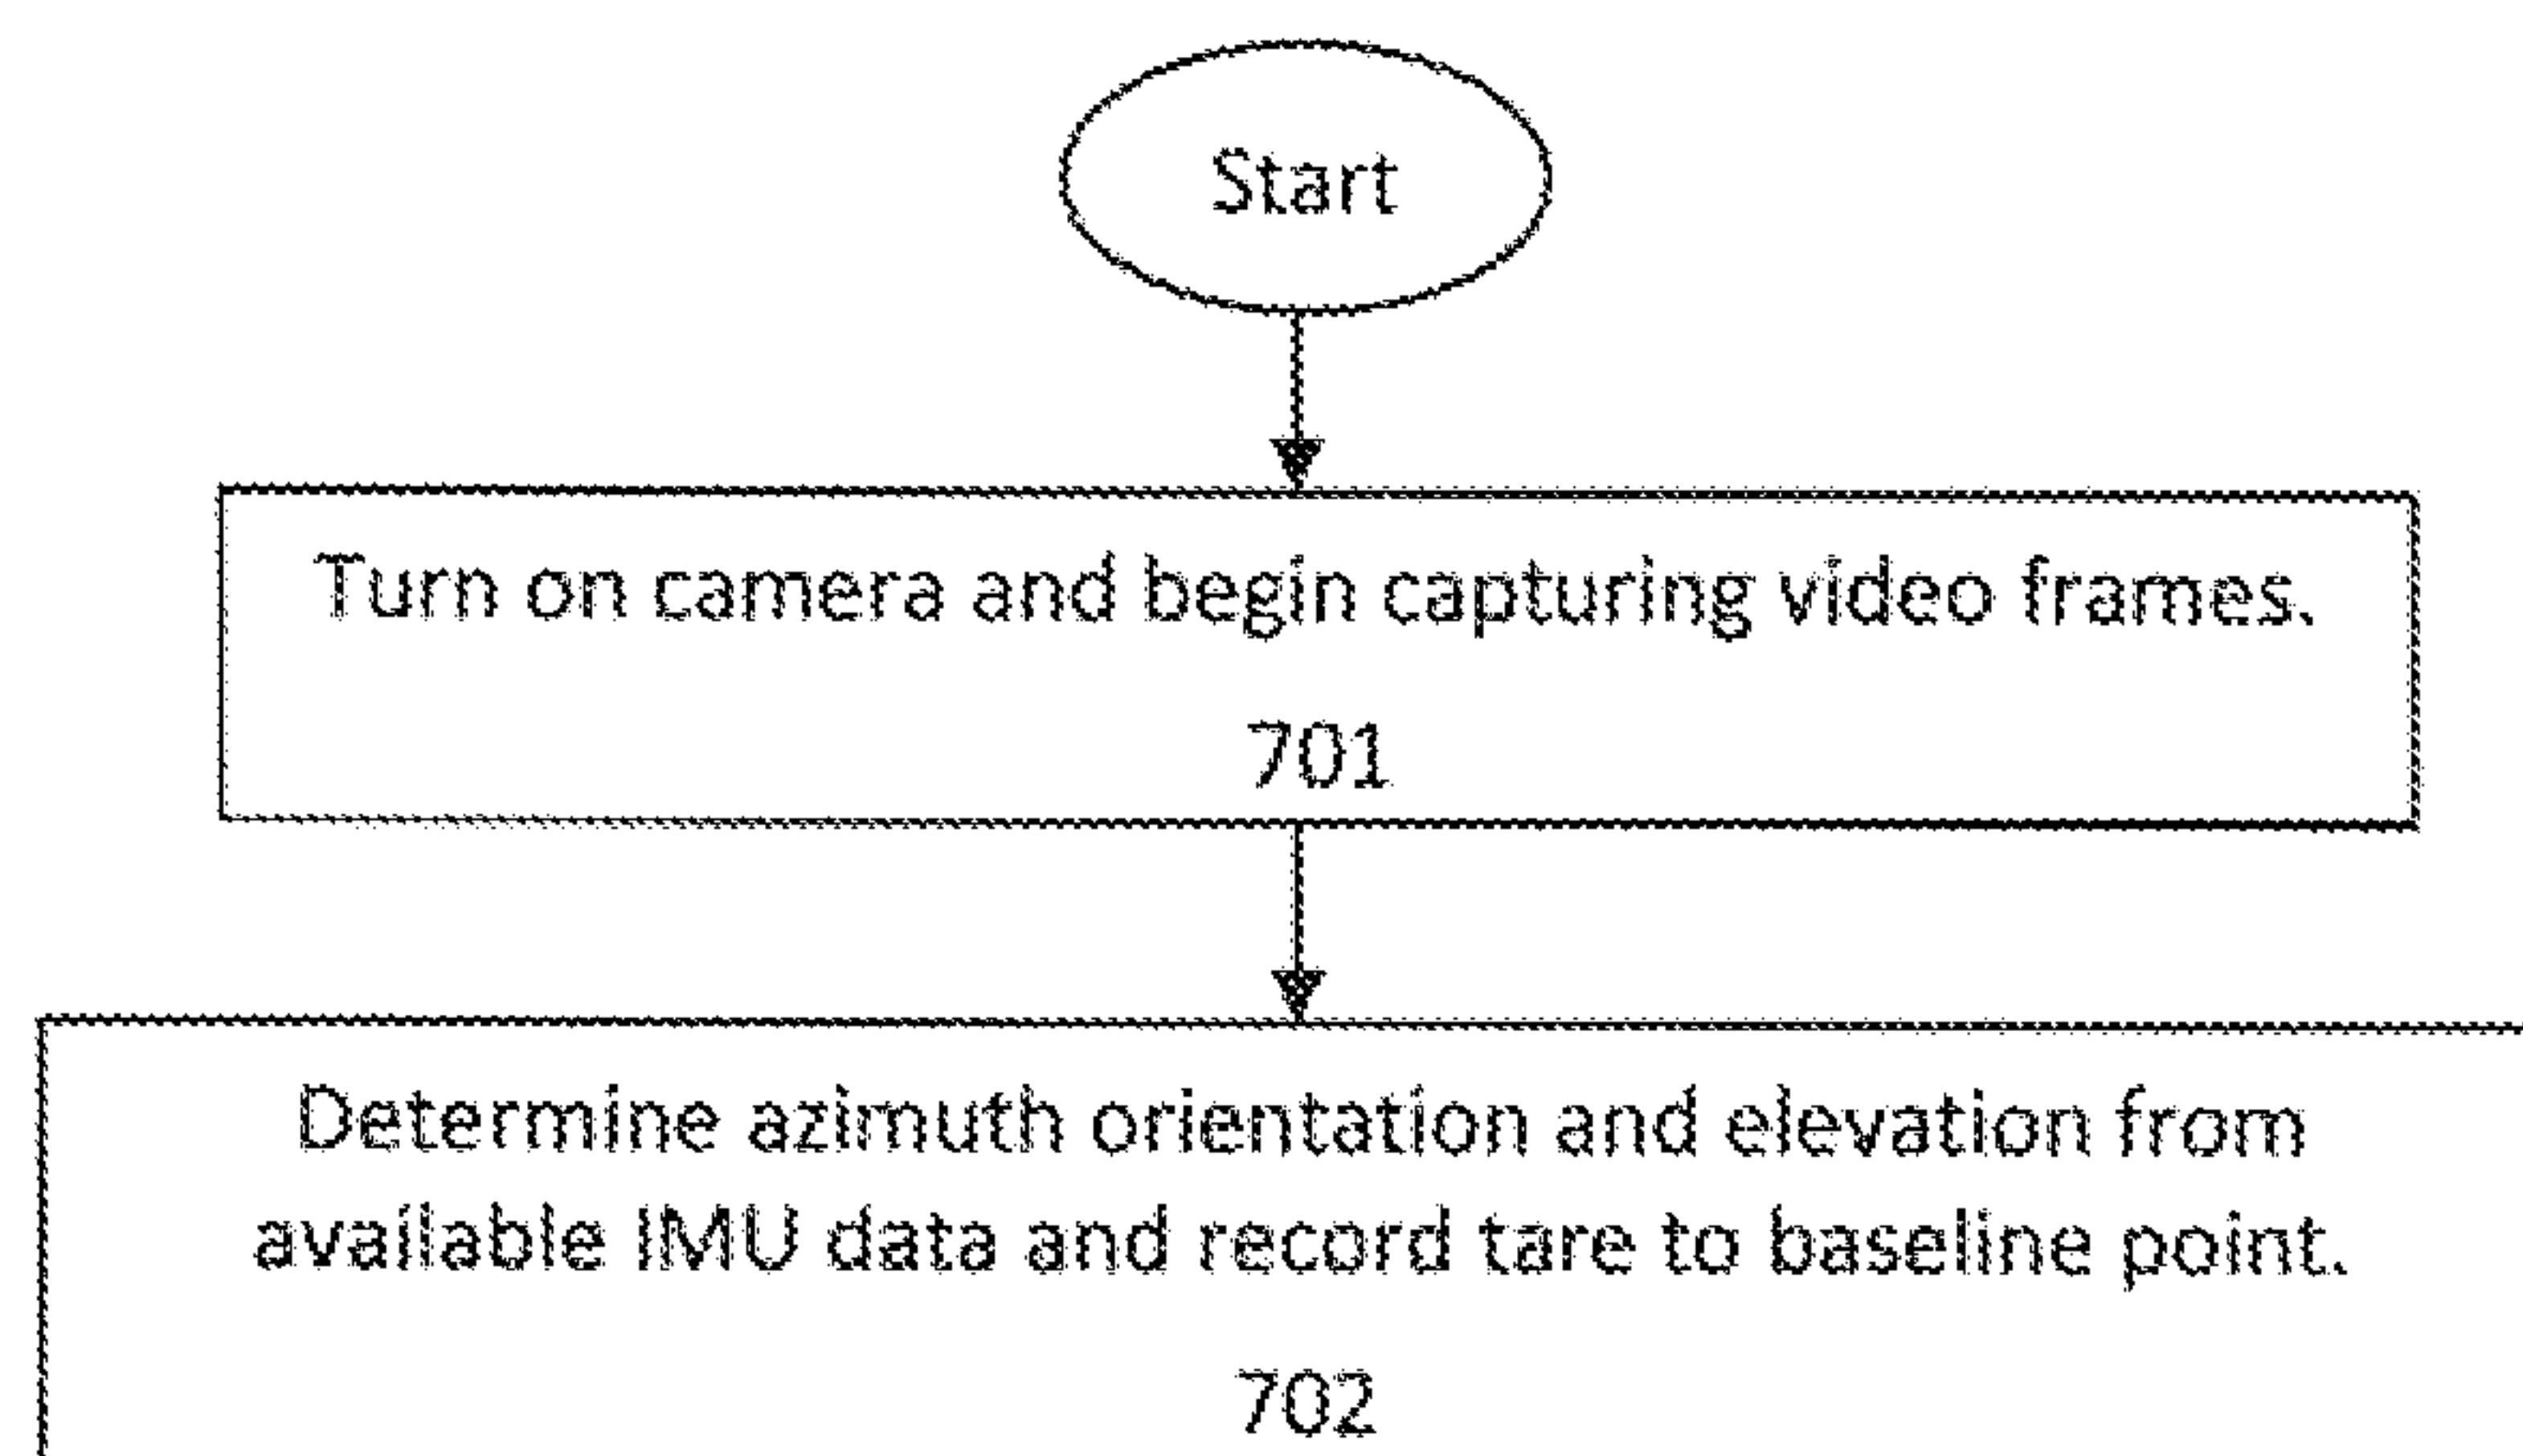 Start
Turn on camera and begin capturing video frames.
701
Determine azimuth orientation and elevation from
available IMU data and record tare to baseline point.
702